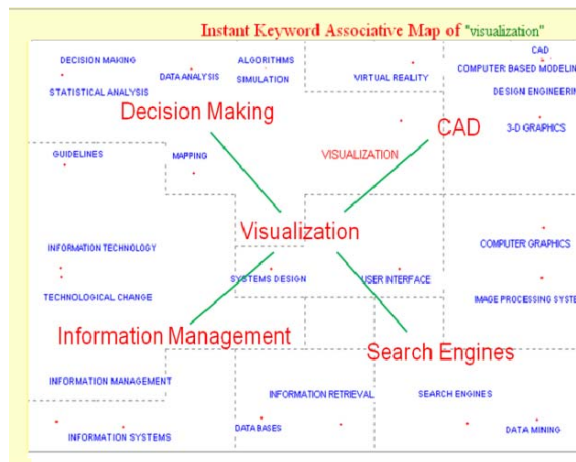 Instant Keyword Associative Map of "visualization"
DECISION MAKING
ALGORITHMS
CAD
DATA ANALYSIS
SIMULATION
VIRTUAL REALITY
COMPUTER BASED MODELIN
STATISTICAL ANALYSIS
DESIGN ENGINEERIN
Decision Making
CAD
3-D GRAPHICS
GUIDELINES
MAPPING
VISUALIZATION
Visualization
INFORMATION TECHNOLOGY
COMPUTER GRAPHICS
SYSTEMS DESIGN
USER INTERFACE
TECHNOLOGICAL CHANGE
IMAGE PROCESSING SYSTE
Information Management
Search Engines
INFORMATION MANAGEMENT
INFORMATION RETRIEVAL
SEARCH ENGINES
INFORMATION SYSTEMS
DATA BASES
DATA MINING